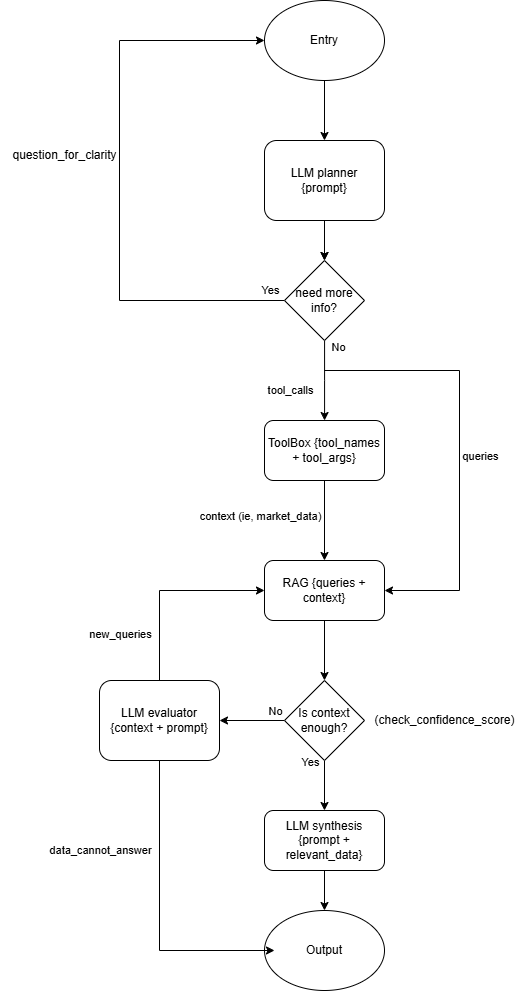 Entry
question_for_clarity
LLM planner
{prompt}
Yes
need more
info?
No
tool_calls
ToolBox {tool_names
+ tool_args}
queries
context (ie, market_data)
RAG {queries +
context}
new_queries
LLM evaluator
{context + prompt}
No
Is context
enough?
(check_confidence_score)
Yes
LLM synthesis
{prompt +
relevant_data}
data_cannot_answer
Output